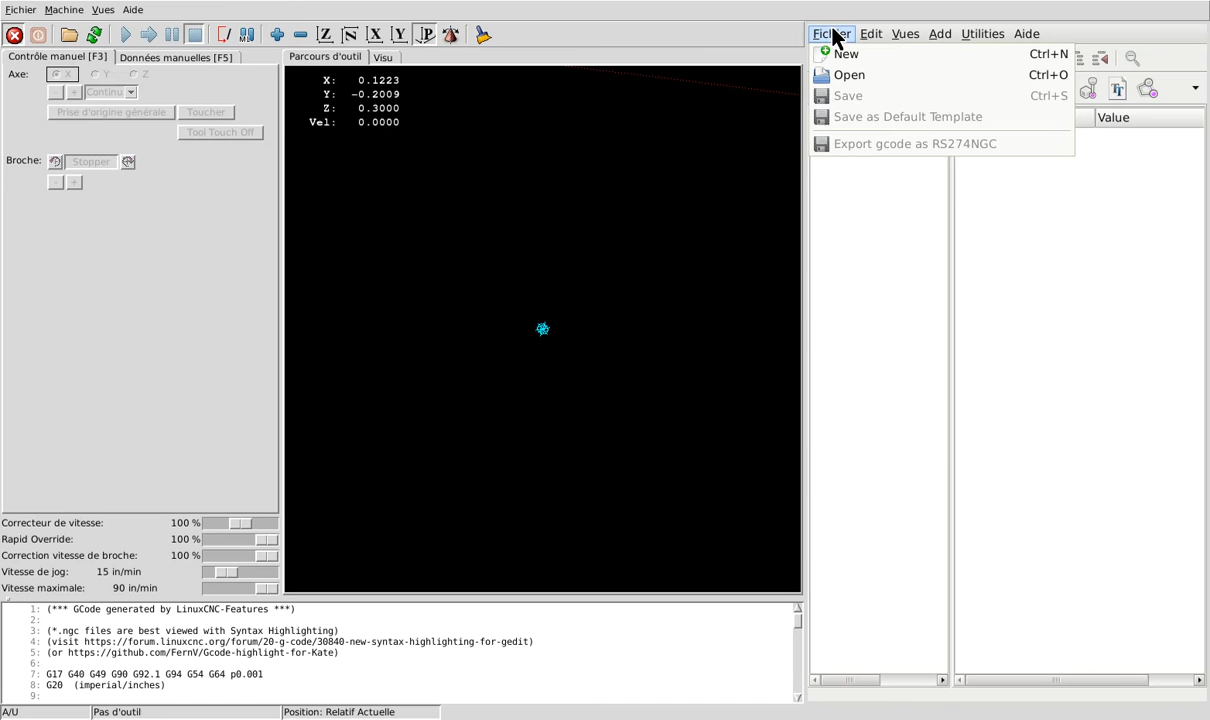 Fichier Machine Vues Aide
Contrôle manuel [F3] Données manuelles [F5]
Axe: X Y Z
- + Continu
Prise d'origine générale Toucher
Tool Touch Off
Broche: Stopper
- +
Correcteur de vitesse: 100 %
Rapid Override: 100 %
Correction vitesse de broche: 100 %
Vitesse de jog: 15 in/min
Vitesse maximale: 90 in/min
Parcours d'outil Visu
X: 0.1223
Y: -0.2009
Z: 0.3000
Vel: 0.0000
1: (*** GCode generated by LinuxCNC-Features ***)
2:
3: (*.ngc files are best viewed with Syntax Highlighting)
4: (visit https://forum.linuxcnc.org/forum/20-g-code/30840-new-syntax-highlighting-for-gedit)
5: (or https://github.com/FernV/Gcode-highlight-for-Kate)
6:
7: G17 G40 G49 G90 G92.1 G94 G54 G64 p0.001
8: G20 (imperial/inches)
9:
A/U Pas d'outil Position: Relatif Actuelle
Fichier Edit Vues Add Utilities Aide
New Ctrl+N
Open Ctrl+O
Save Ctrl+S
Save as Default Template
Export gcode as RS274NGC
Value